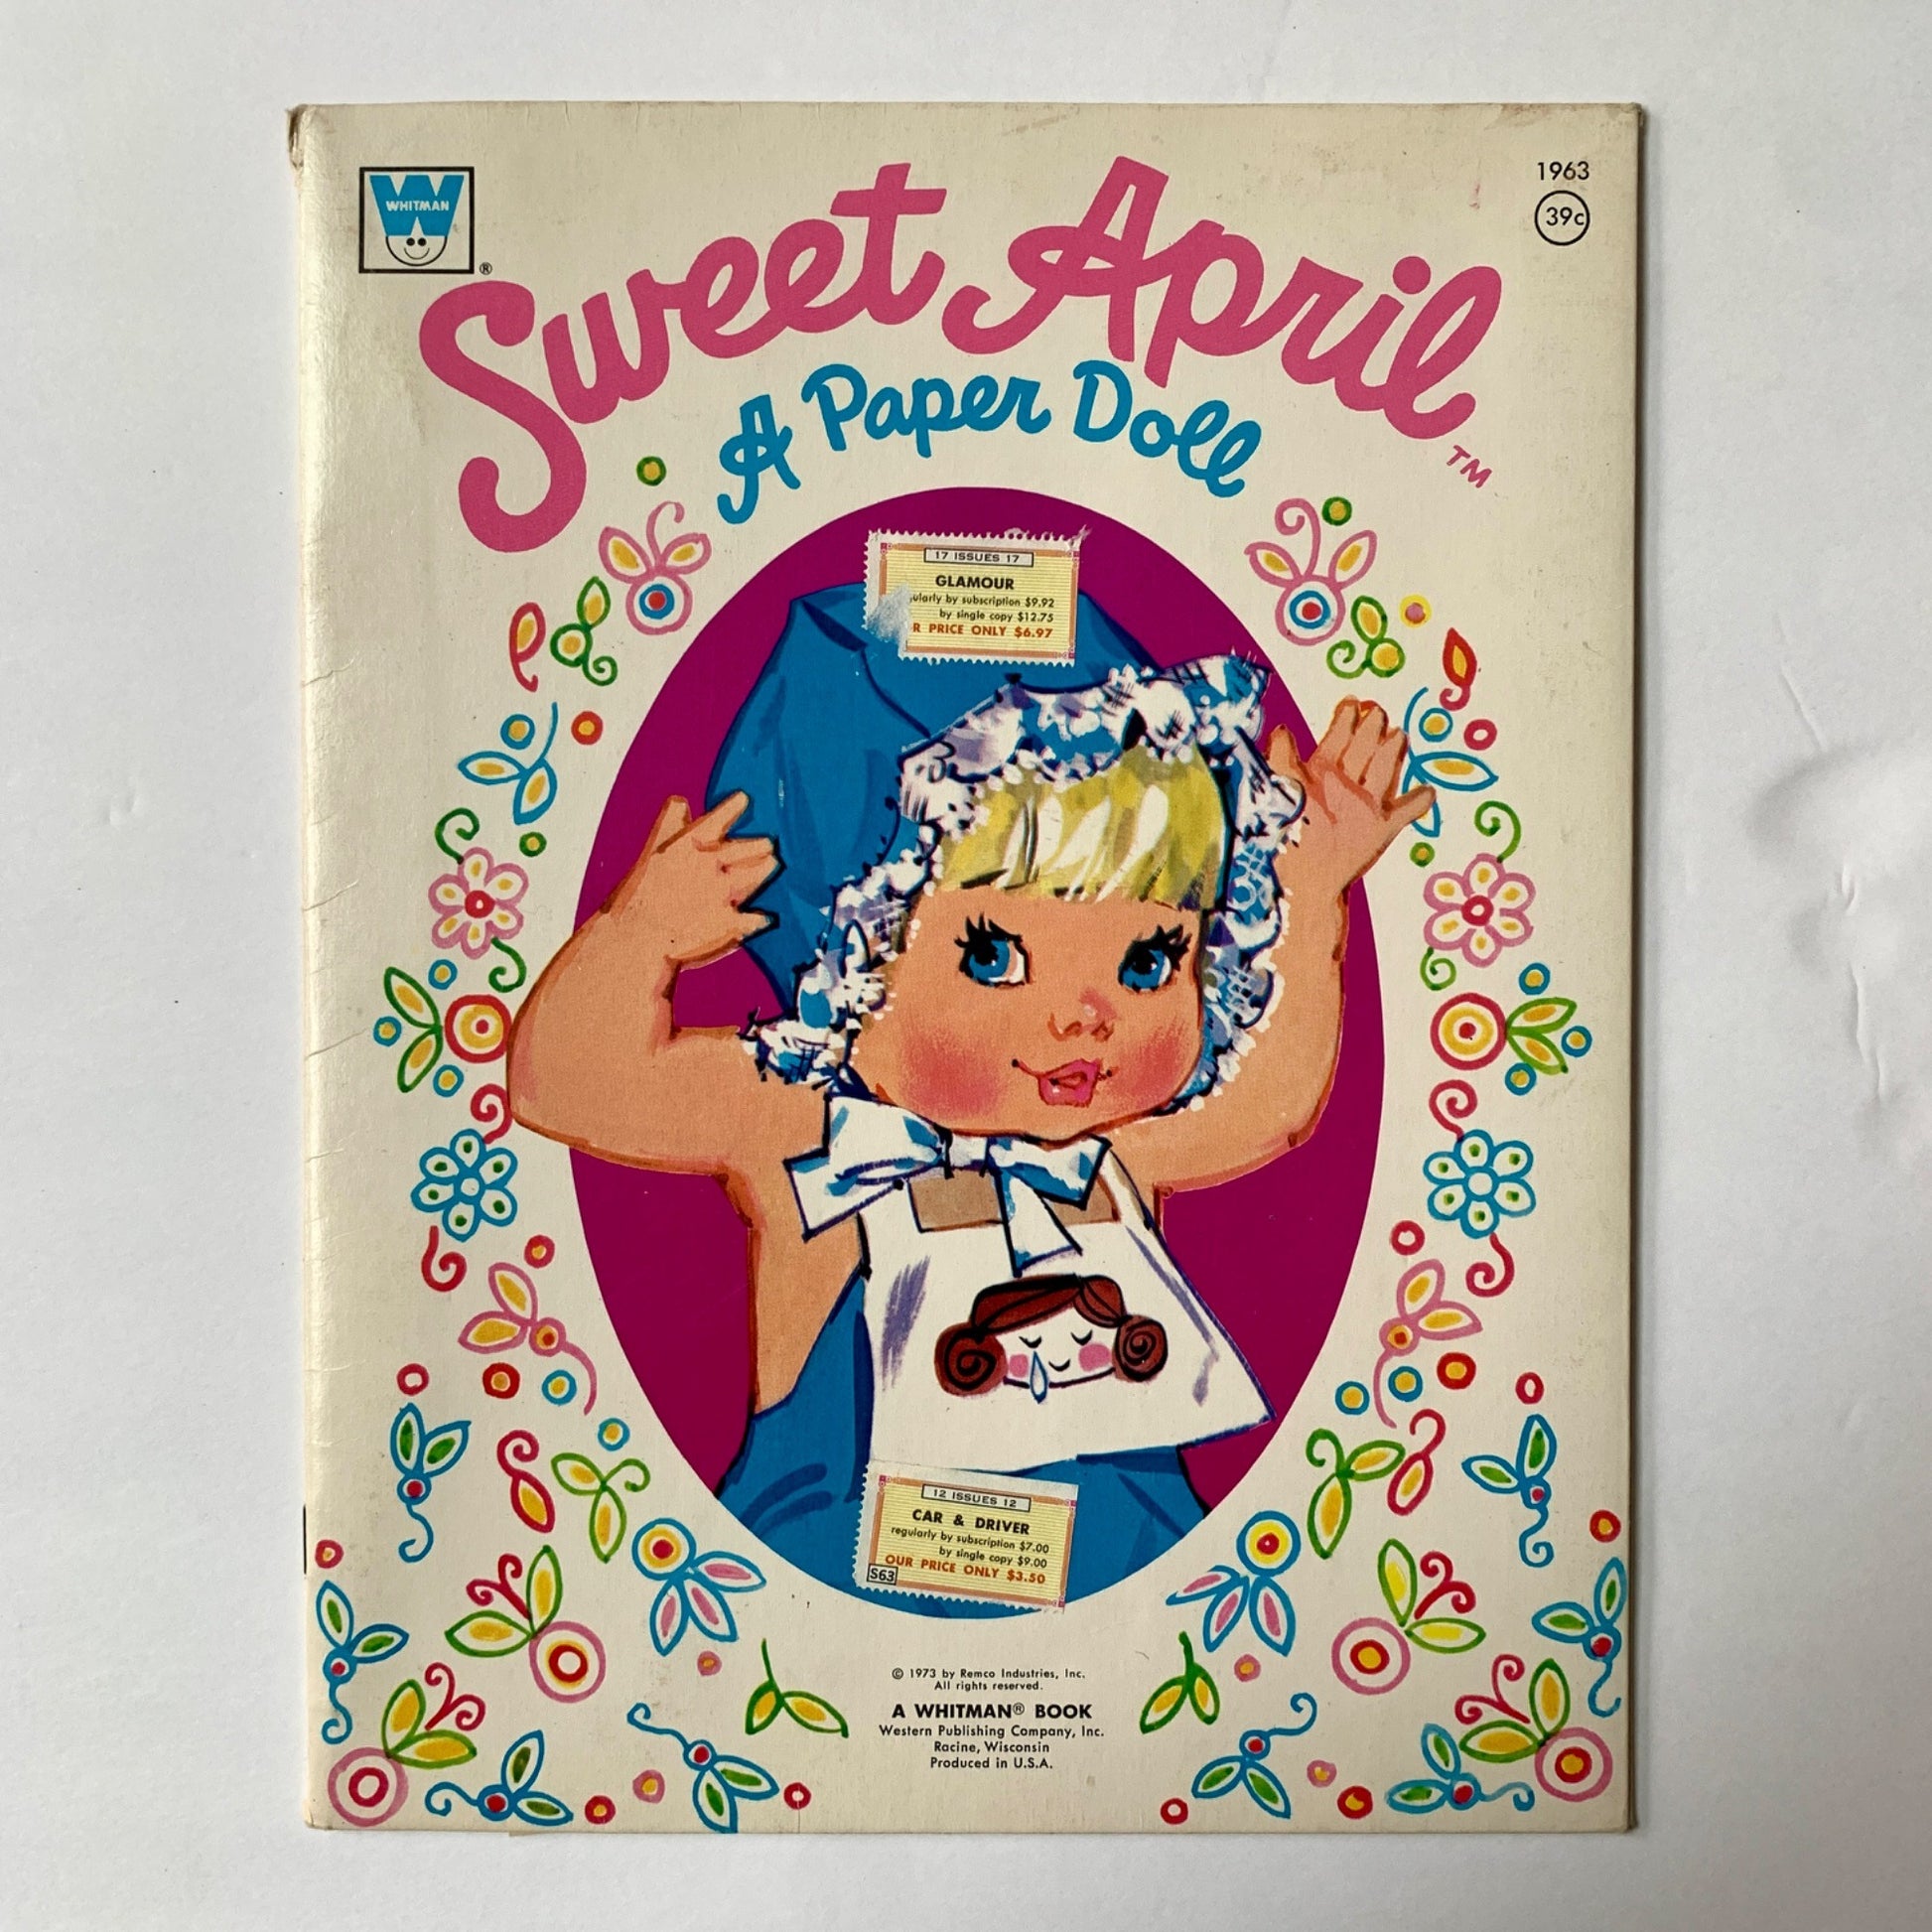 WHITMAN
®
1963
39c
Sweet April
TM
A Paper Doll
17 ISSUES 17
GLAMOUR
by subscription $9.92
by single copy $12.75
PRICE ONLY $6.97
12 ISSUES 12
CAR & DRIVER
regularly by subscription $7.00
by single copy $9.00
OUR PRICE ONLY $3.50
S63
© 1973 by Remco Industries, Inc.
All rights reserved.
A WHITMAN® BOOK
Western Publishing Company, Inc.
Racine, Wisconsin
Produced in U.S.A.